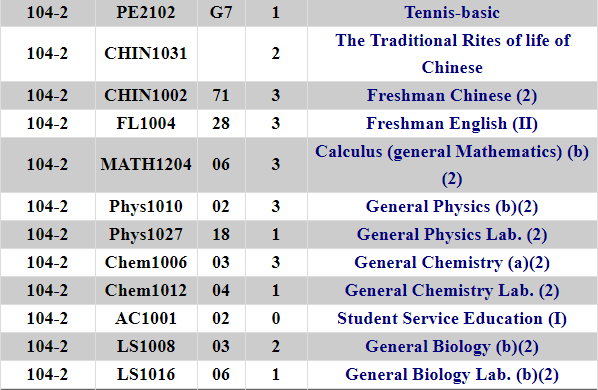 104-2 PE2102 G7 1 Tennis-basic
104-2 CHIN1031 2 The Traditional Rites of life of
Chinese
104-2 CHIN1002 71 3 Freshman Chinese (2)
104-2 FL1004 28 3 Freshman English (II)
104-2 MATH1204 06 3 Calculus (general Mathematics) (b)
(2)
104-2 Phys1010 02 3 General Physics (b)(2)
104-2 Phys1027 18 1 General Physics Lab. (2)
104-2 Chem1006 03 3 General Chemistry (a)(2)
104-2 Chem1012 04 1 General Chemistry Lab. (2)
104-2 AC1001 02 0 Student Service Education (I)
104-2 LS1008 03 2 General Biology (b)(2)
104-2 LS1016 06 1 General Biology Lab. (b)(2)